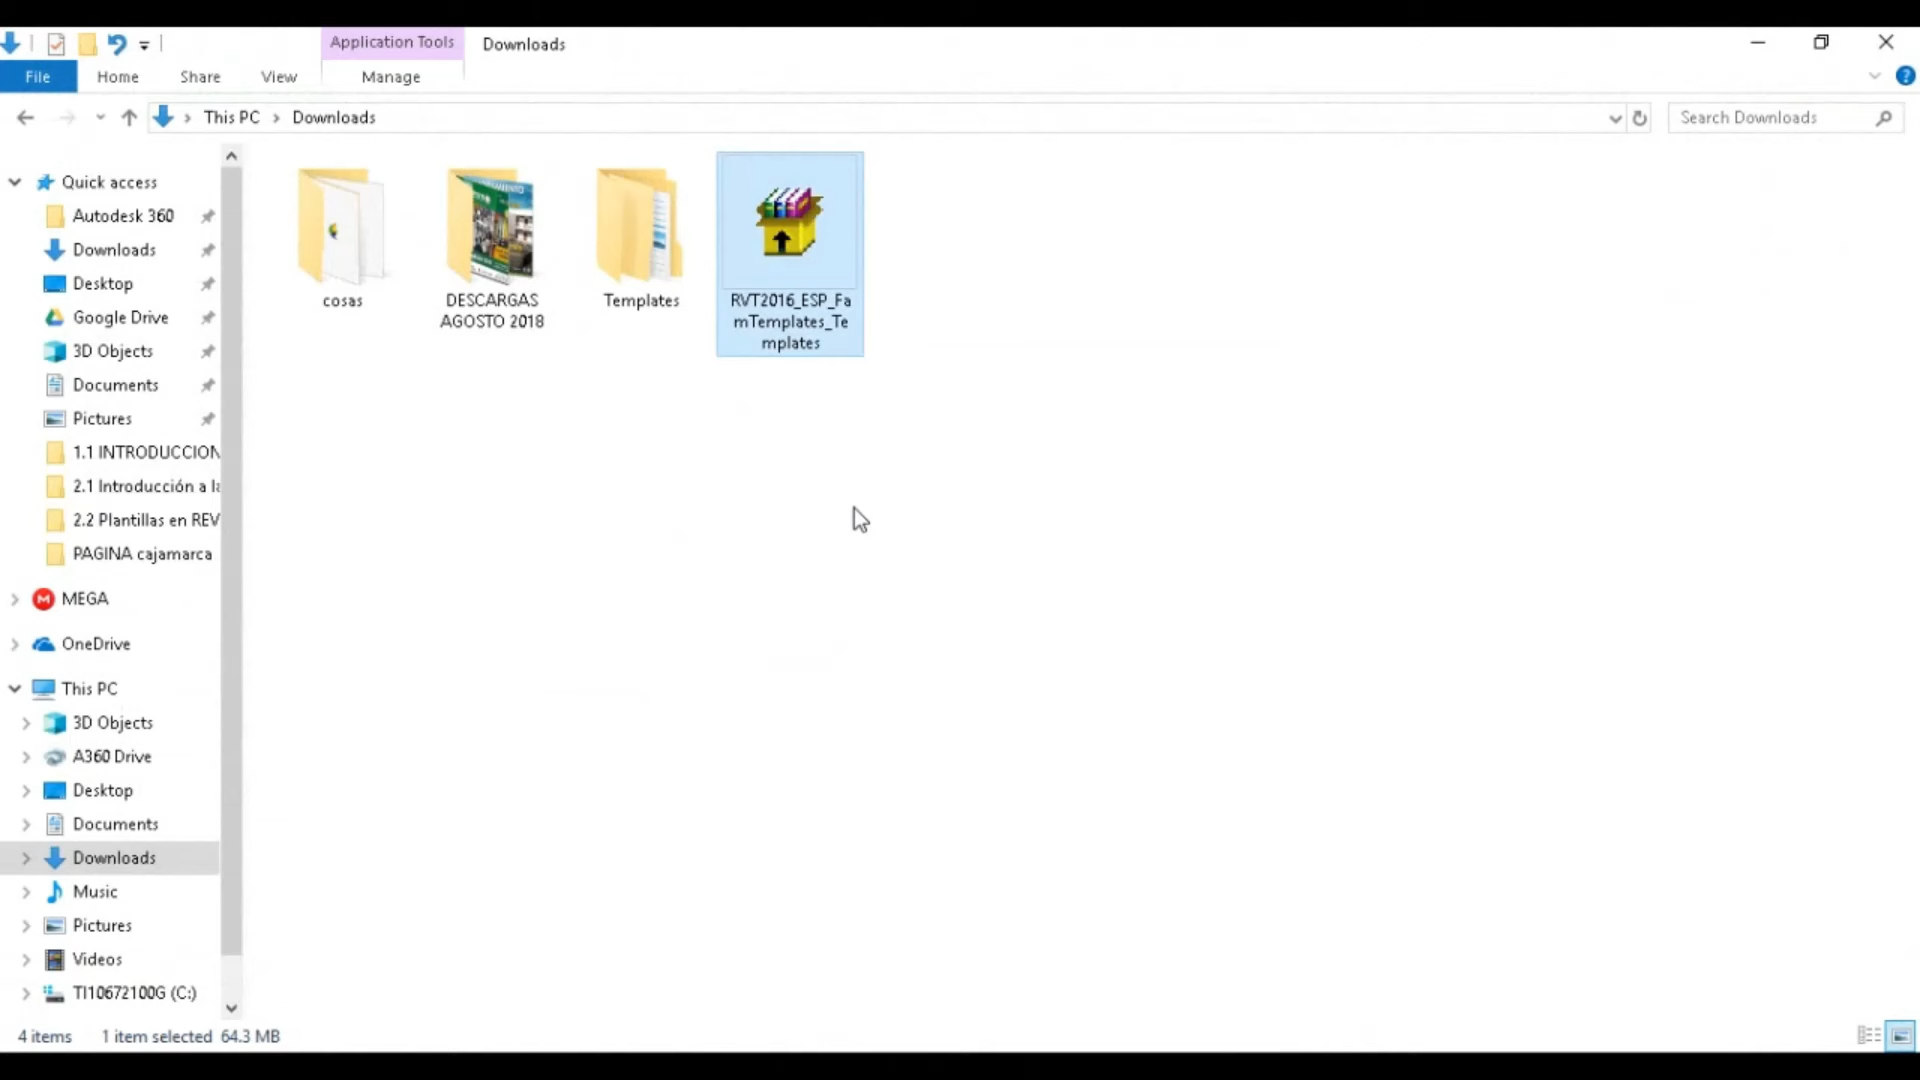 Application Tools
Downloads
File
Home
Share
View
Manage
This PC
Downloads
Search Downloads
Quick access
Autodesk 360
Downloads
Desktop
Google Drive
3D Objects
Documents
Pictures
1.1 INTRODUCCION
2.1 Introducción a la
2.2 Plantillas en REV
PAGINA cajamarca
MEGA
OneDrive
This PC
3D Objects
A360 Drive
Desktop
Documents
Downloads
Music
Pictures
Videos
TI10672100G (C:)
cosas
DESCARGAS
AGOSTO 2018
Templates
RVT2016_ESP_Fa
mTemplates_Te
mplates
4 items
1 item selected 64.3 MB